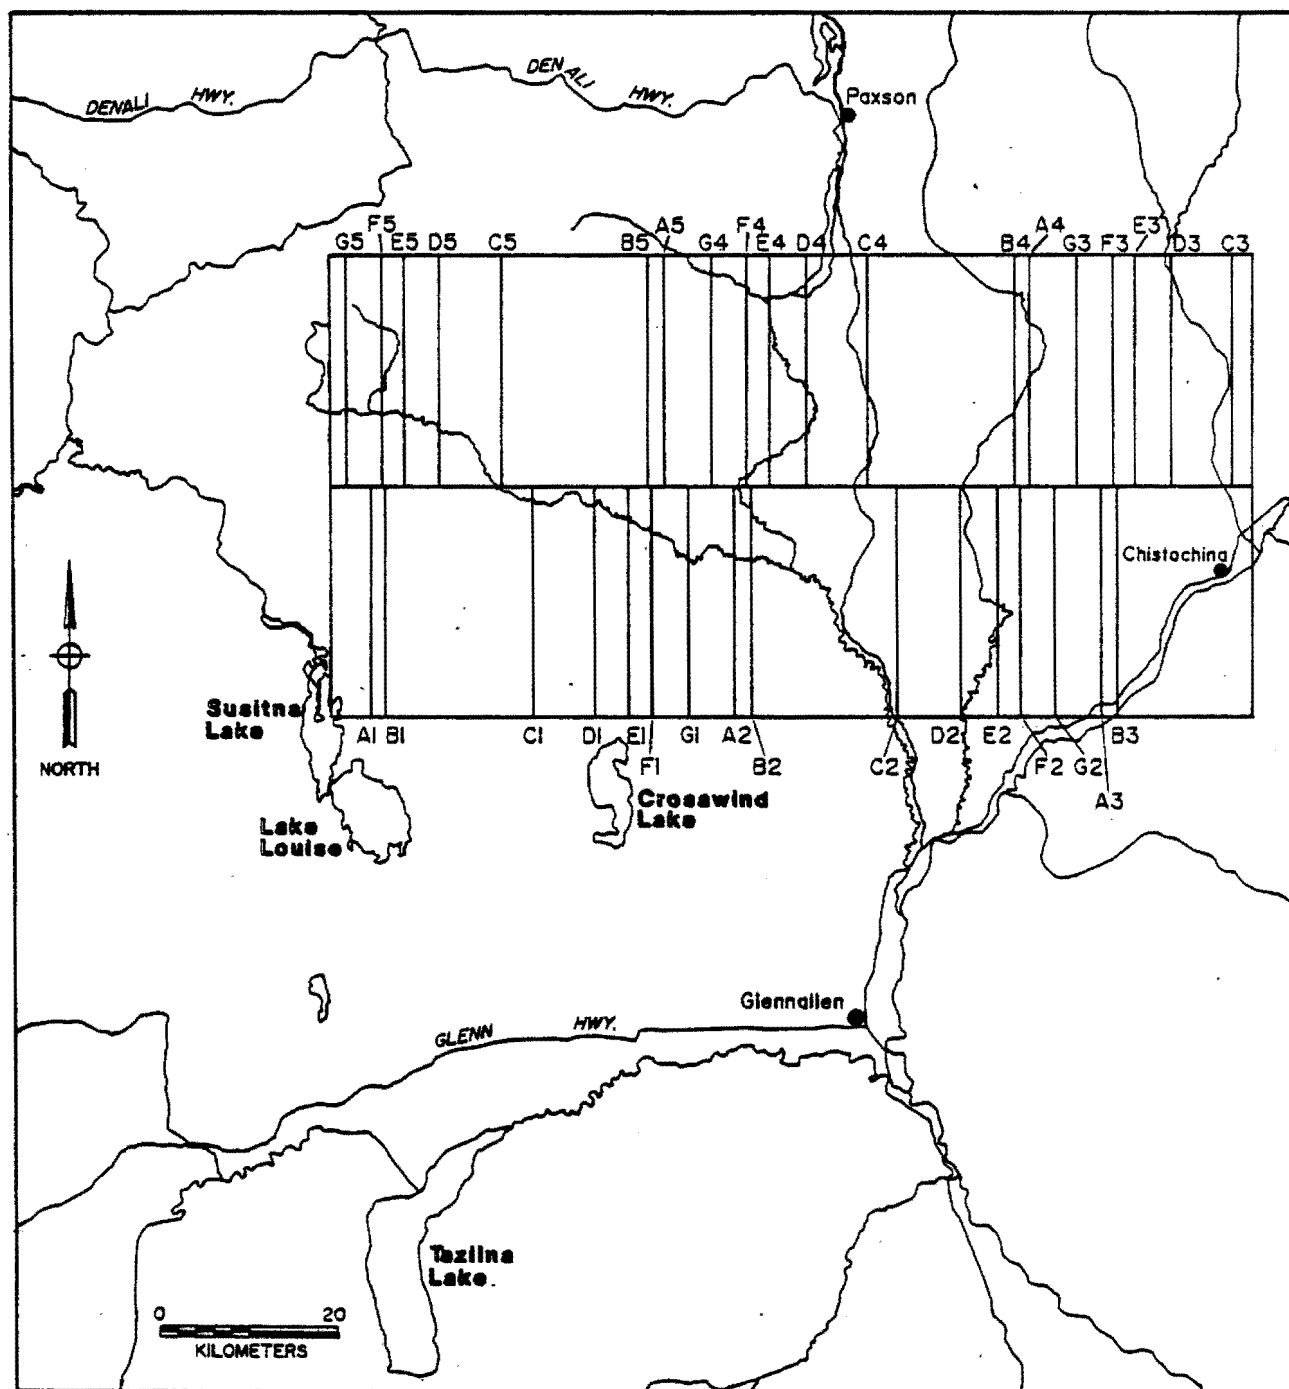 DENALI HWY.
DENALI HWY.
Paxson
F5 A5 F4 A4 E3
G5 E5 D5 C5 B5 G4 E4 D4 C4 B4 G3 F3 D3 C3
Chistochina
NORTH
Susitna
Lake
A1 B1 C1 D1 E1 G1 A2 C2 D2 E2 B3
F1 B2 F2 G2
A3
Crosswind
Lake
Lake
Louise
Glennallen
GLENN HWY.
Tazlina
Lake
0 20
KILOMETERS